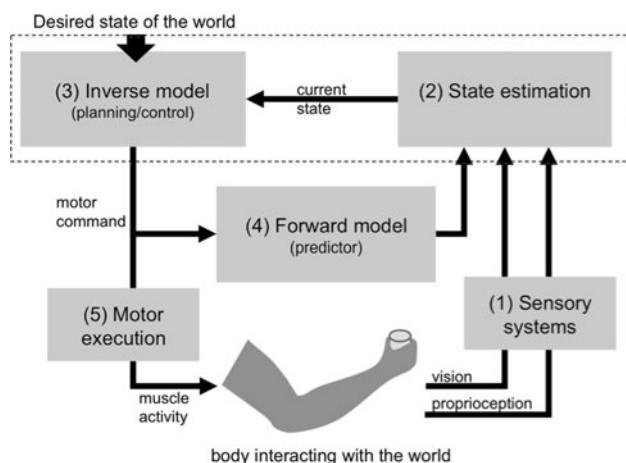 Desired state of the world
(3) Inverse model
(planning/control)
current
state
(2) State estimation
motor
command
(4) Forward model
(predictor)
(5) Motor
execution
(1) Sensory
systems
muscle
activity
vision
proprioception
body interacting with the world